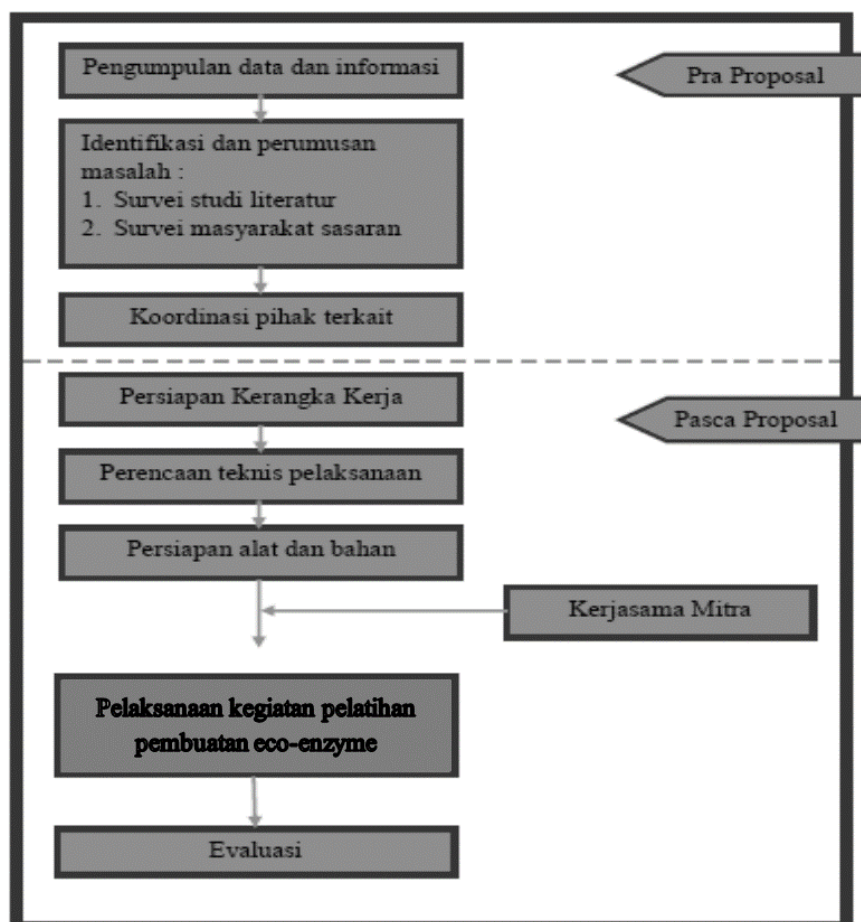 Pengumpulan data dan informasi
Pra Proposal
Identifikasi dan perumusan
masalah :
1. Survei studi literatur
2. Survei masyarakat sasaran
Koordinasi pihak terkait
Persiapan Kerangka Kerja
Pasca Proposal
Perencaan teknis pelaksanaan
Persiapan alat dan bahan
Kerjasama Mitra
Pelaksanaan kegiatan pelatihan
pembuatan eco-enzyme
Evaluasi